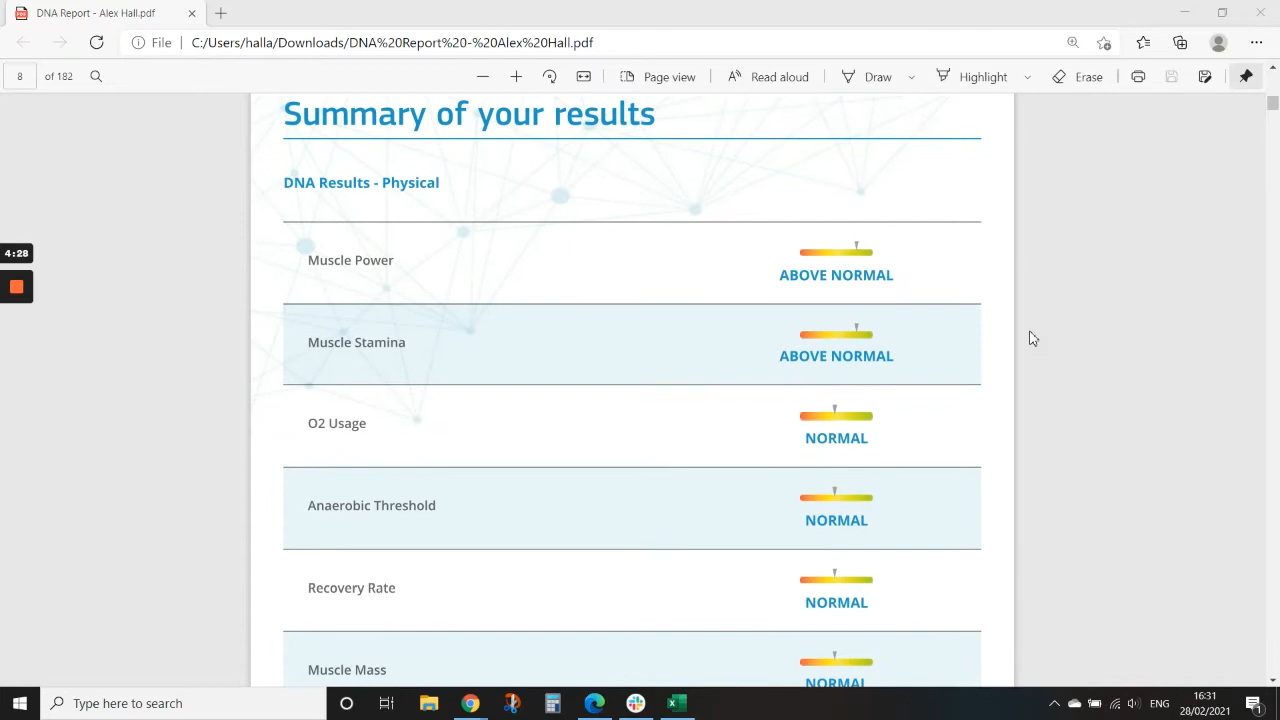 DNA Report - Alex Hall.pdf
File C:/Users/halla/Downloads/DNA%20Report%20-%20Alex%20Hall.pdf
8 of 182 Page view Read aloud Draw Highlight Erase
Summary of your results
DNA Results - Physical
Muscle Power
ABOVE NORMAL
4:28
Muscle Stamina
ABOVE NORMAL
O2 Usage
NORMAL
Anaerobic Threshold
NORMAL
Recovery Rate
NORMAL
Muscle Mass
NORMAL
Type here to search
ENG
16:31
28/02/2021
1